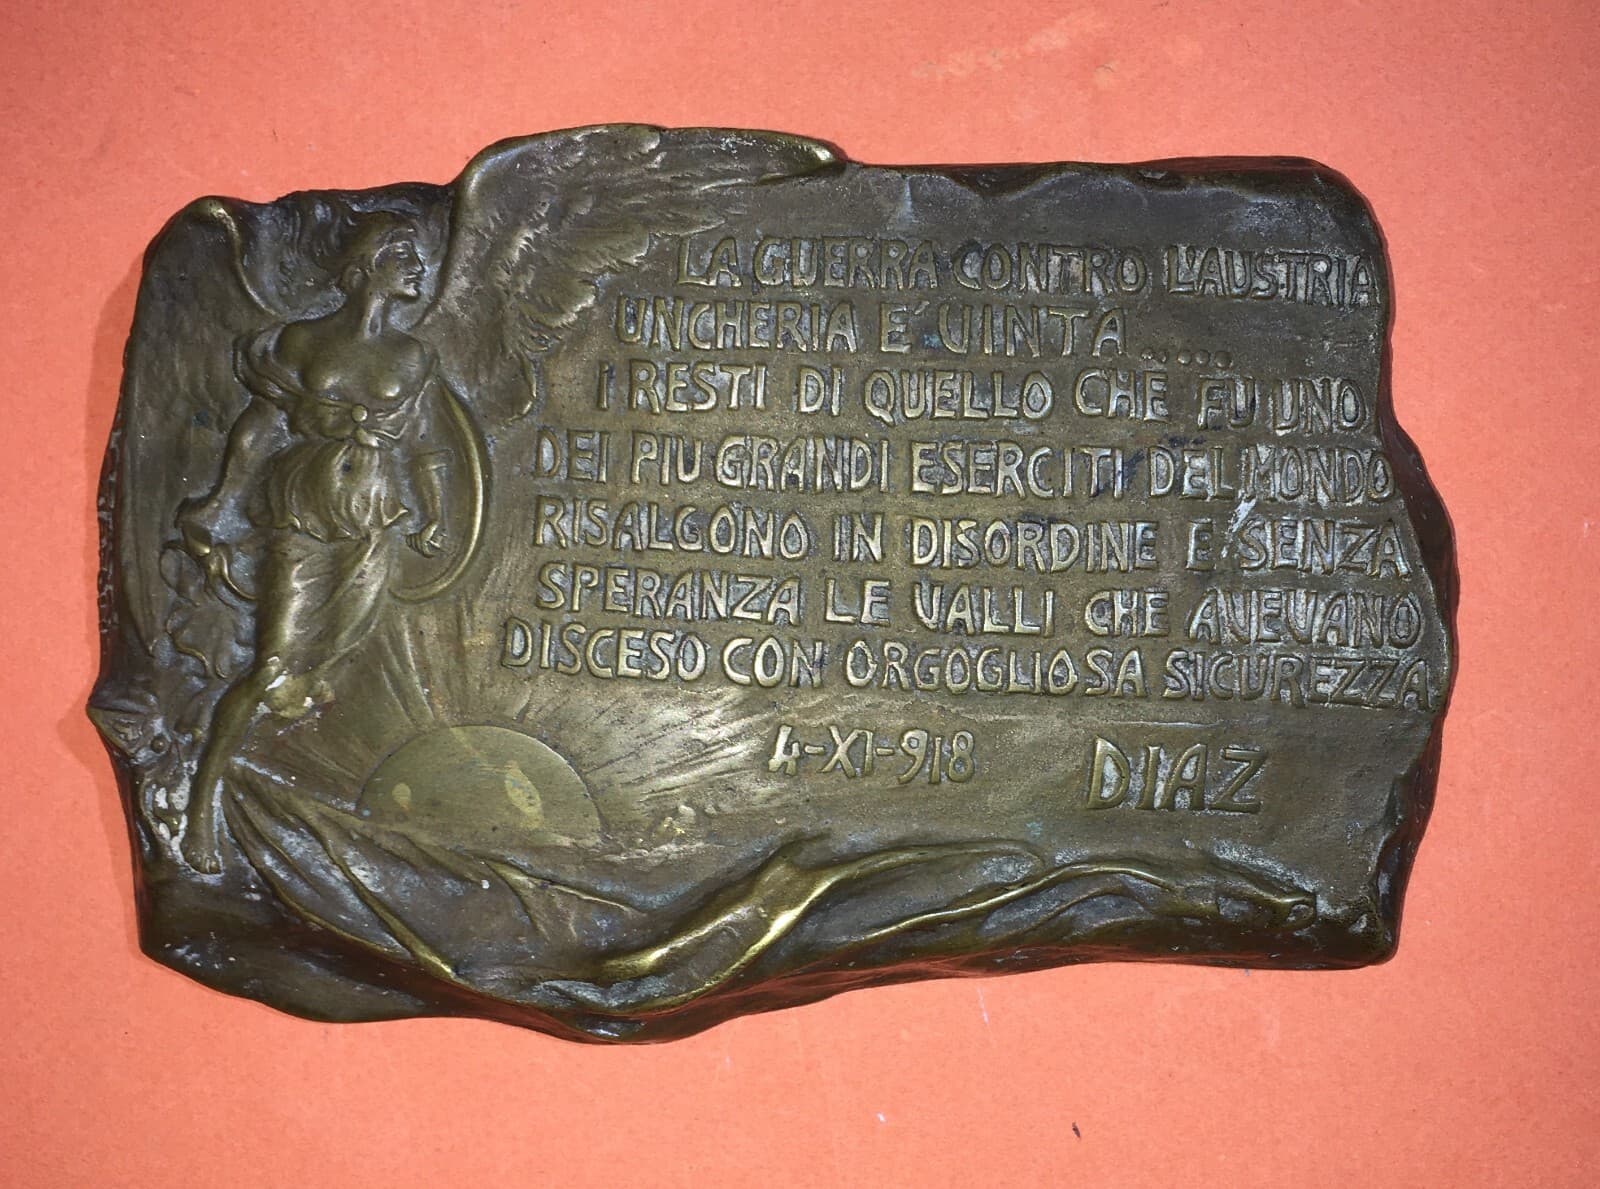 LA GUERRA CONTRO L'AUSTRIA
UNCHERIA E' VINTA .....
I RESTI DI QUELLO CHE FU UNO
DEI PIU GRANDI ESERCITI DEL MONDO
RISALGONO IN DISORDINE E SENZA
SPERANZA LE VALLI CHE AVEVANO
DISCESO CON ORGOGLIOSA SICUREZZA
4-XI-918 DIAZ